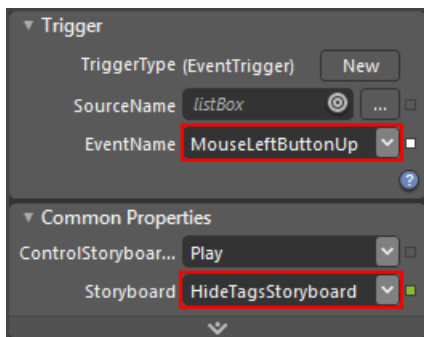 Trigger
TriggerType (EventTrigger) New
SourceName listBox ...
EventName MouseLeftButtonUp
?
Common Properties
ControlStoryboar... Play
Storyboard HideTagsStoryboard